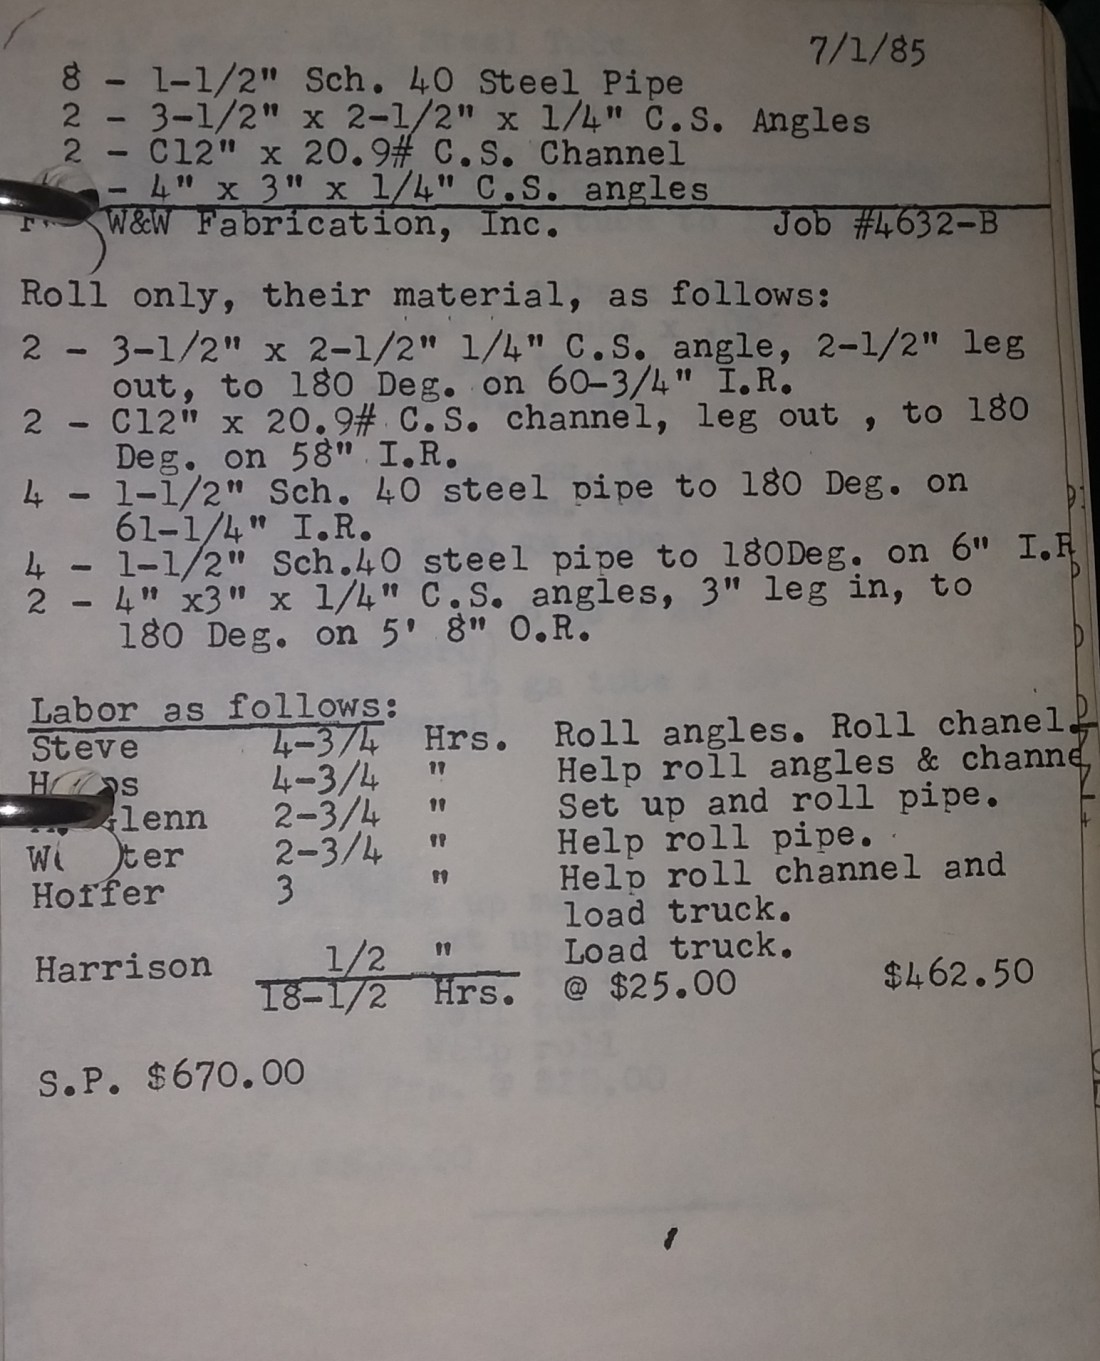 7/1/85
8 - 1-1/2" Sch. 40 Steel Pipe
2 - 3-1/2" x 2-1/2" x 1/4" C.S. Angles
2 - C12" x 20.9# C.S. Channel
- 4" x 3" x 1/4" C.S. angles
W&W Fabrication, Inc. Job #4632-B
Roll only, their material, as follows:
2 - 3-1/2" x 2-1/2" 1/4" C.S. angle, 2-1/2" leg
out, to 180 Deg. on 60-3/4" I.R.
2 - C12" x 20.9# C.S. channel, leg out , to 180
Deg. on 58" I.R.
4 - 1-1/2" Sch. 40 steel pipe to 180 Deg. on
61-1/4" I.R.
4 - 1-1/2" Sch.40 steel pipe to 180Deg. on 6" I.R
2 - 4" x3" x 1/4" C.S. angles, 3" leg in, to
180 Deg. on 5' 8" O.R.
Labor as follows:
Steve 4-3/4 Hrs. Roll angles. Roll chanel.
4-3/4 " Help roll angles & channe
2-3/4 " Set up and roll pipe.
2-3/4 " Help roll pipe.
Hoffer 3 " Help roll channel and
load truck.
Harrison 1/2 " Load truck.
18-1/2 Hrs. @ $25.00 $462.50
S.P. $670.00